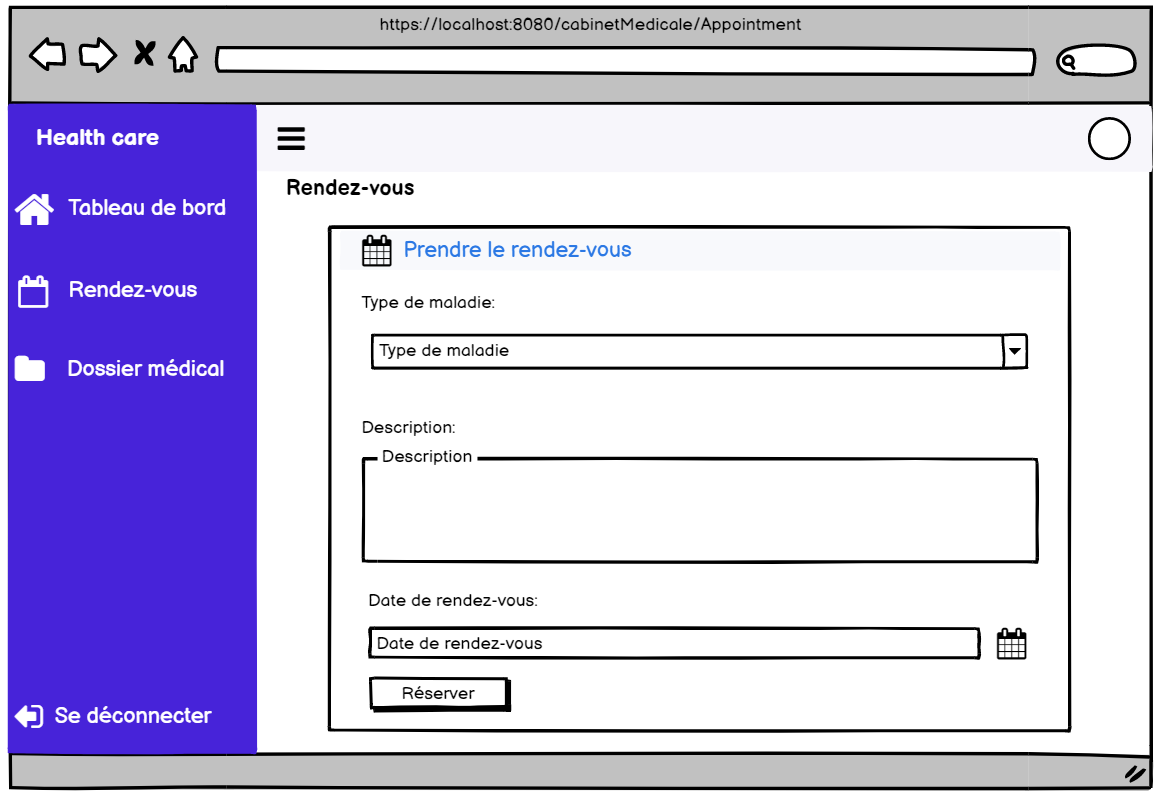 https://localhost:8080/cabinetMedicale/Appointment
Health care
Tableau de bord
Rendez-vous
Dossier médical
Se déconnecter
Rendez-vous
Prendre le rendez-vous
Type de maladie:
Type de maladie
Description:
Description
Date de rendez-vous:
Date de rendez-vous
Réserver